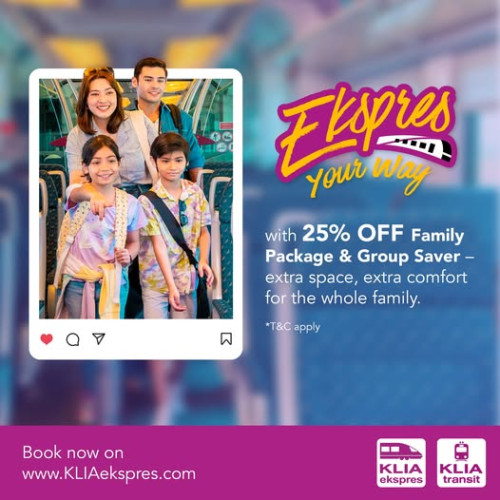 Ekspres
Your Way
with 25% OFF Family
Package & Group Saver –
extra space, extra comfort
for the whole family.
*T&C apply
Book now on
www.KLIAekspres.com
KLIA
ekspres
KLIA
transit